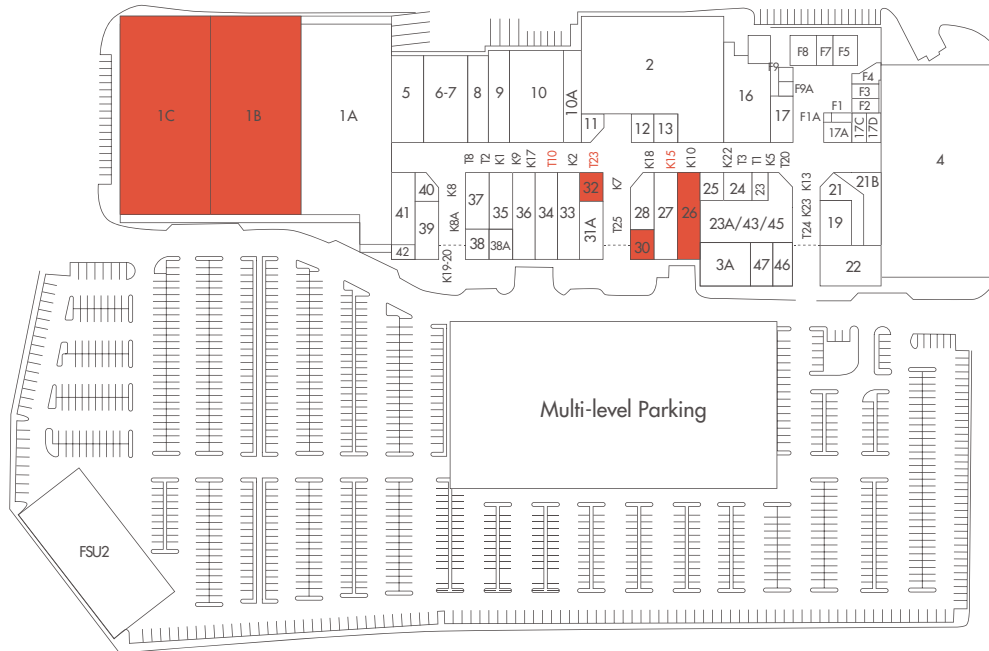 1C
1B
1A
5
6-7
8
9
10
10A
2
11
12
13
16
17
F9
F9A
F8
F7
F5
F4
F3
F2
F1
F1A
17A
17C
17D
4
T8
T2
K1
K9
K17
T10
K2
T23
K18
K15
K10
K22
T3
T1
K5
T20
41
40
39
42
K8
K8A
K19-20
37
38
35
38A
36
34
33
32
31A
K7
T25
28
30
27
26
25
24
23
23A/43/45
3A
47
46
K13
K23
T24
21
21B
19
22
Multi-level Parking
FSU2